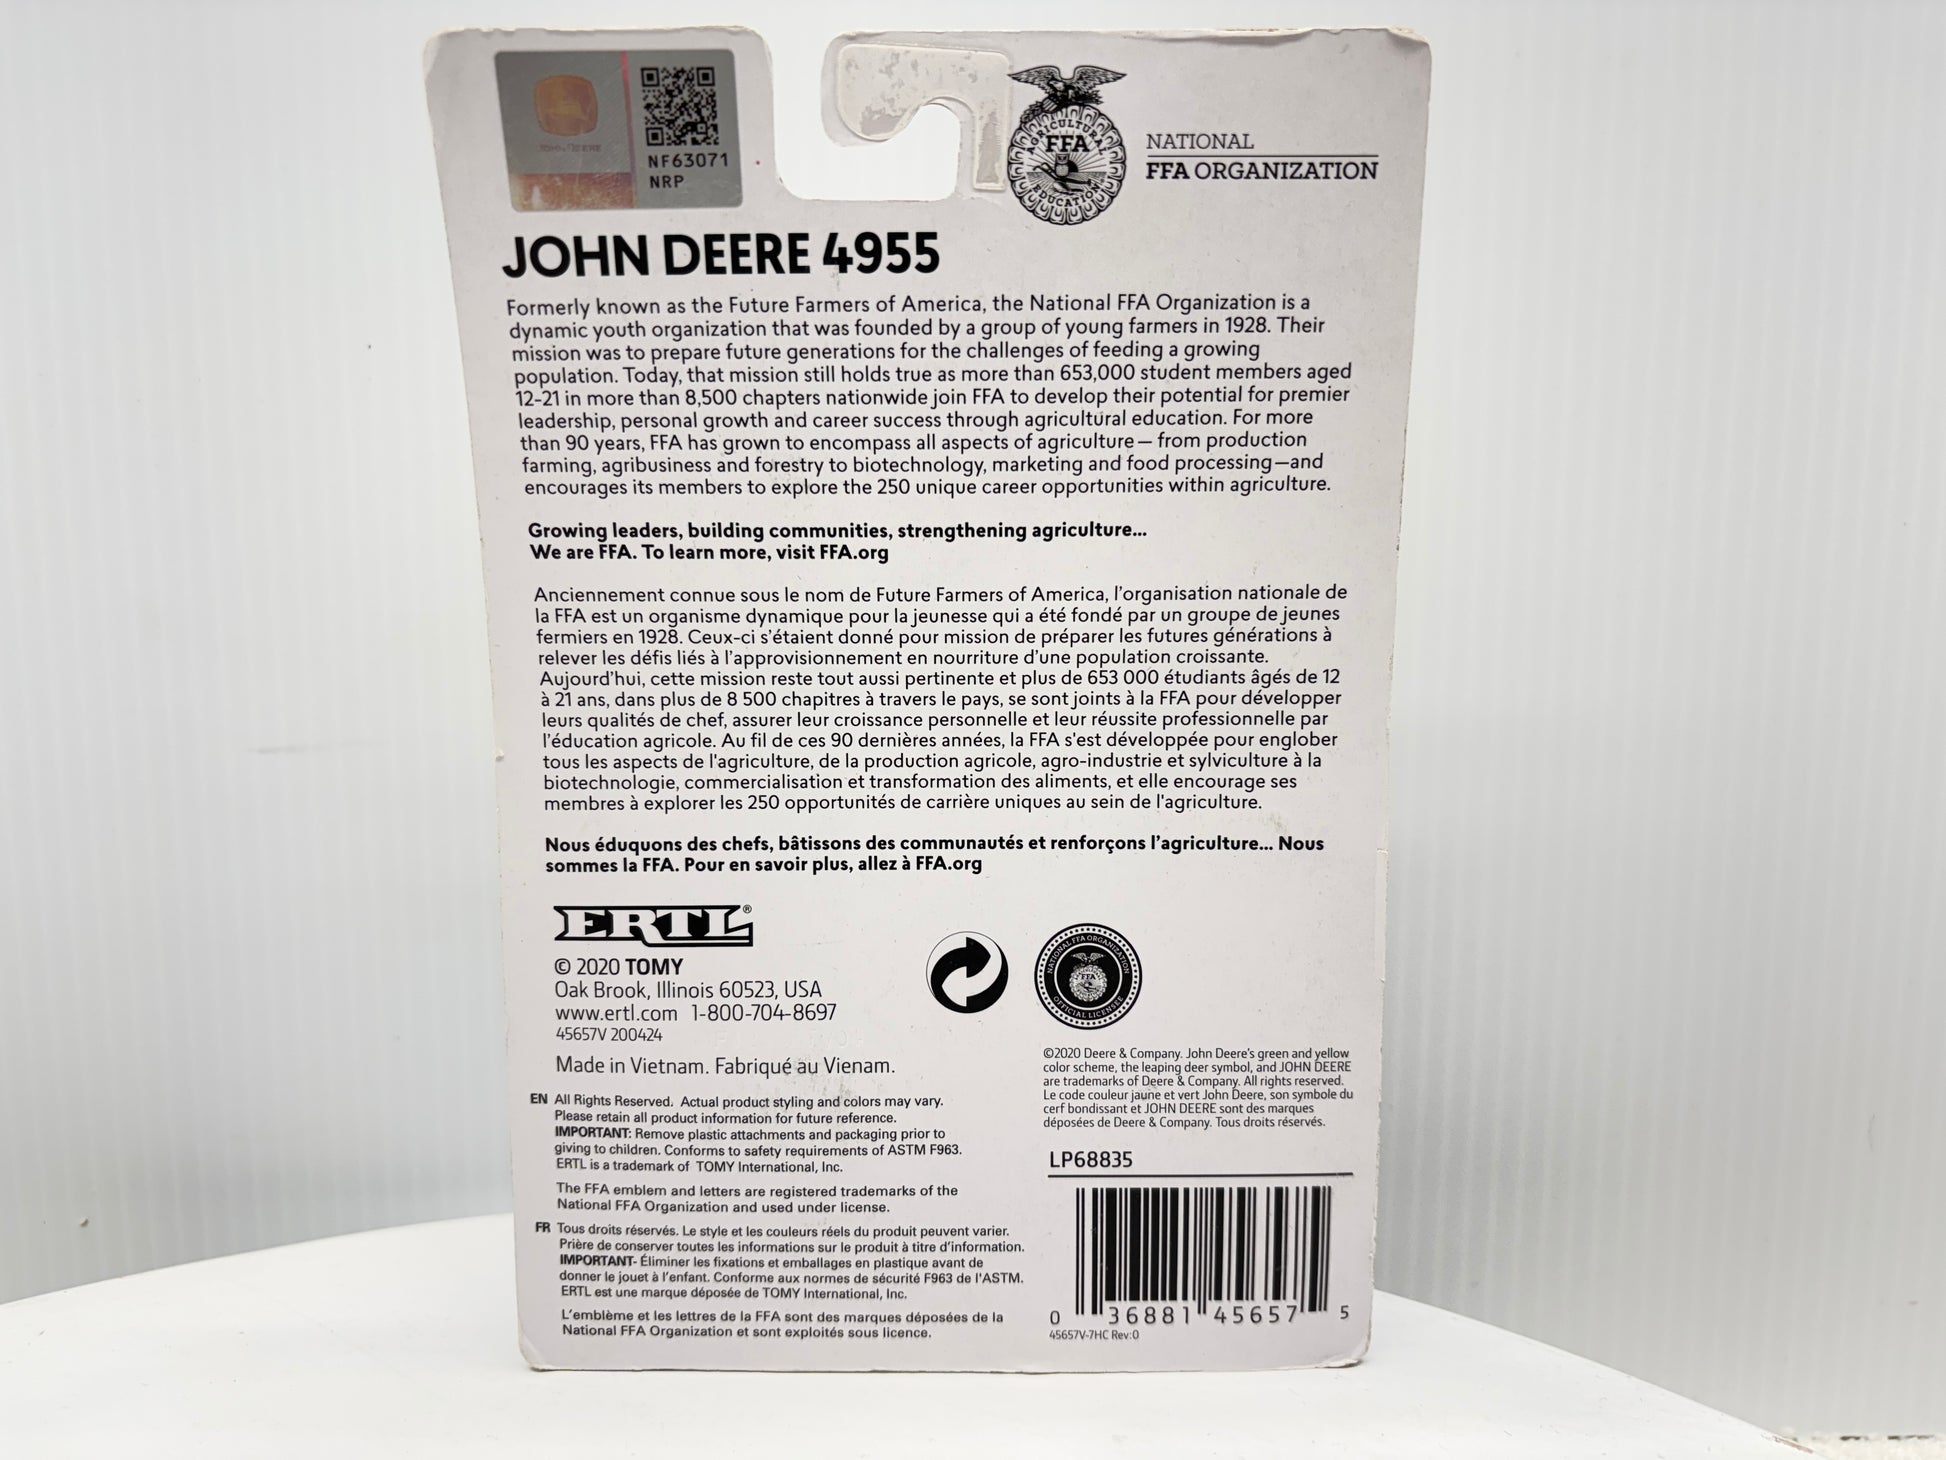 JOHN DEERE
NF63071
NRP
AGRICULTURAL
FFA
EDUCATION
NATIONAL
FFA ORGANIZATION
JOHN DEERE 4955
Formerly known as the Future Farmers of America, the National FFA Organization is a
dynamic youth organization that was founded by a group of young farmers in 1928. Their
mission was to prepare future generations for the challenges of feeding a growing
population. Today, that mission still holds true as more than 653,000 student members aged
12-21 in more than 8,500 chapters nationwide join FFA to develop their potential for premier
leadership, personal growth and career success through agricultural education. For more
than 90 years, FFA has grown to encompass all aspects of agriculture— from production
farming, agribusiness and forestry to biotechnology, marketing and food processing—and
encourages its members to explore the 250 unique career opportunities within agriculture.
Growing leaders, building communities, strengthening agriculture...
We are FFA. To learn more, visit FFA.org
Anciennement connue sous le nom de Future Farmers of America, l'organisation nationale de
la FFA est un organisme dynamique pour la jeunesse qui a été fondé par un groupe de jeunes
fermiers en 1928. Ceux-ci s'étaient donné pour mission de préparer les futures générations à
relever les défis liés à l'approvisionnement en nourriture d'une population croissante.
Aujourd'hui, cette mission reste tout aussi pertinente et plus de 653 000 étudiants âgés de 12
à 21 ans, dans plus de 8 500 chapitres à travers le pays, se sont joints à la FFA pour développer
leurs qualités de chef, assurer leur croissance personnelle et leur réussite professionnelle par
l'éducation agricole. Au fil de ces 90 dernières années, la FFA s'est développée pour englober
tous les aspects de l'agriculture, de la production agricole, agro-industrie et sylviculture à la
biotechnologie, commercialisation et transformation des aliments, et elle encourage ses
membres à explorer les 250 opportunités de carrière uniques au sein de l'agriculture.
Nous éduquons des chefs, bâtissons des communautés et renforçons l'agriculture... Nous
sommes la FFA. Pour en savoir plus, allez à FFA.org
ERTL®
© 2020 TOMY
Oak Brook, Illinois 60523, USA
www.ertl.com 1-800-704-8697
45657V 200424
Made in Vietnam. Fabriqué au Vienam.
NATIONAL FFA ORGANIZATION
FFA
OFFICIAL LICENSEE
©2020 Deere & Company. John Deere's green and yellow
color scheme, the leaping deer symbol, and JOHN DEERE
are trademarks of Deere & Company. All rights reserved.
Le code couleur jaune et vert John Deere, son symbole du
cerf bondissant et JOHN DEERE sont des marques
déposées de Deere & Company. Tous droits réservés.
EN All Rights Reserved. Actual product styling and colors may vary.
Please retain all product information for future reference.
IMPORTANT: Remove plastic attachments and packaging prior to
giving to children. Conforms to safety requirements of ASTM F963.
ERTL is a trademark of TOMY International, Inc.
The FFA emblem and letters are registered trademarks of the
National FFA Organization and used under license.
FR Tous droits réservés. Le style et les couleurs réels du produit peuvent varier.
Prière de conserver toutes les informations sur le produit à titre d'information.
IMPORTANT- Éliminer les fixations et emballages en plastique avant de
donner le jouet à l'enfant. Conforme aux normes de sécurité F963 de l'ASTM.
ERTL est une marque déposée de TOMY International, Inc.
L'emblème et les lettres de la FFA sont des marques déposées de la
National FFA Organization et sont exploités sous licence.
LP68835
0 36881 45657 5
45657V-7HC Rev:0